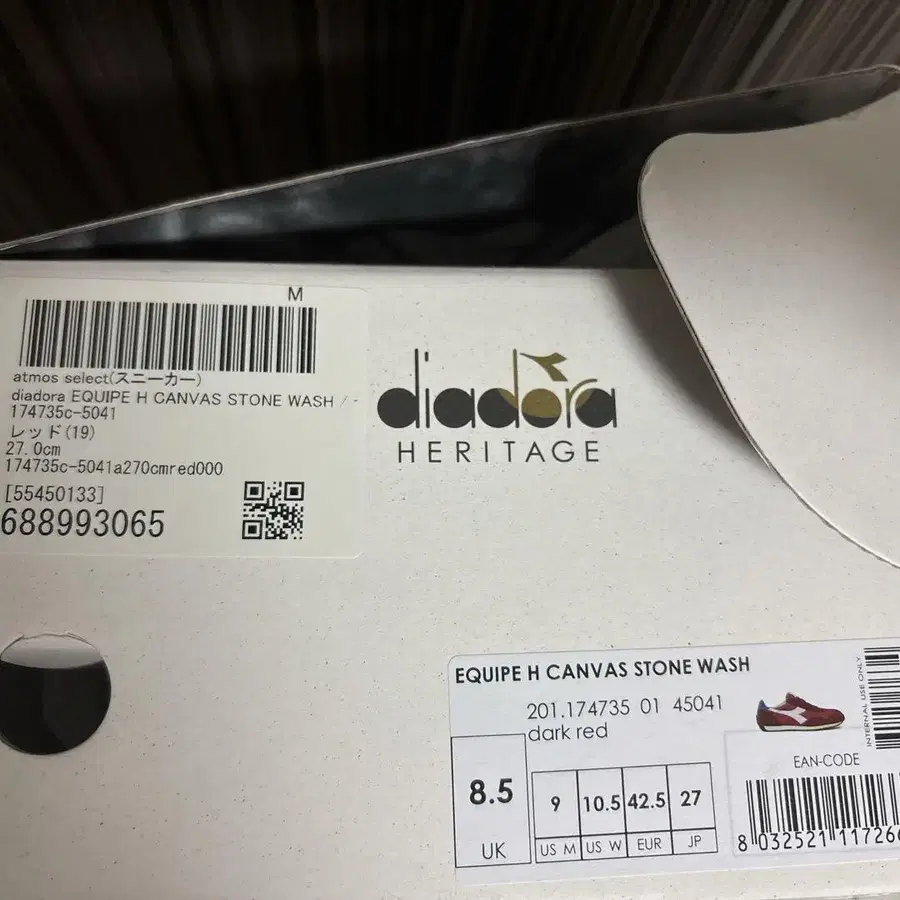 M
atmos select(スニーカー)
diadora EQUIPE H CANVAS STONE WASH / -
174735c-5041
レッド(19)
27.0cm
174735c-5041a270cmred000
[55450133]
688993065
diadora
HERITAGE
EQUIPE H CANVAS STONE WASH
201.174735 01 45041
dark red
8.5 9 10.5 42.5 27
UK US M US W EUR JP
INTERNAL USE ONLY
EAN-CODE
8 032521 117266